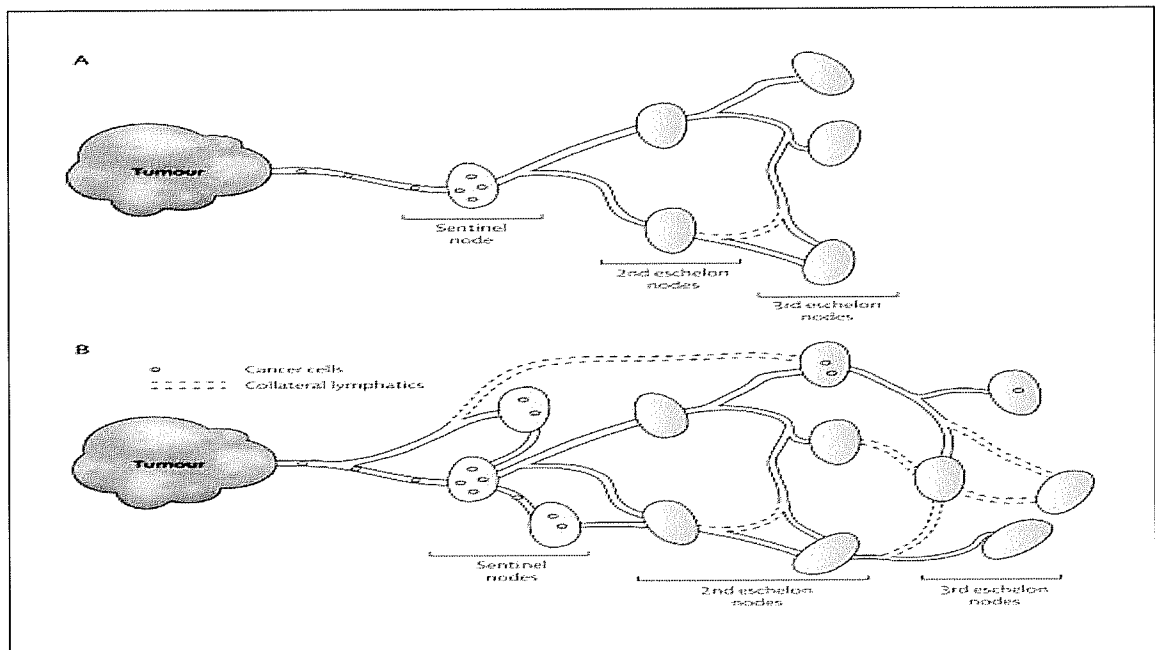 A
Tumour
Sentinel
node
2nd eschelon
nodes
3rd eschelon
nodes
B
Cancer cells
Collateral lymphatics
Tumour
Sentinel
nodes
2nd eschelon
nodes
3rd eschelon
nodes